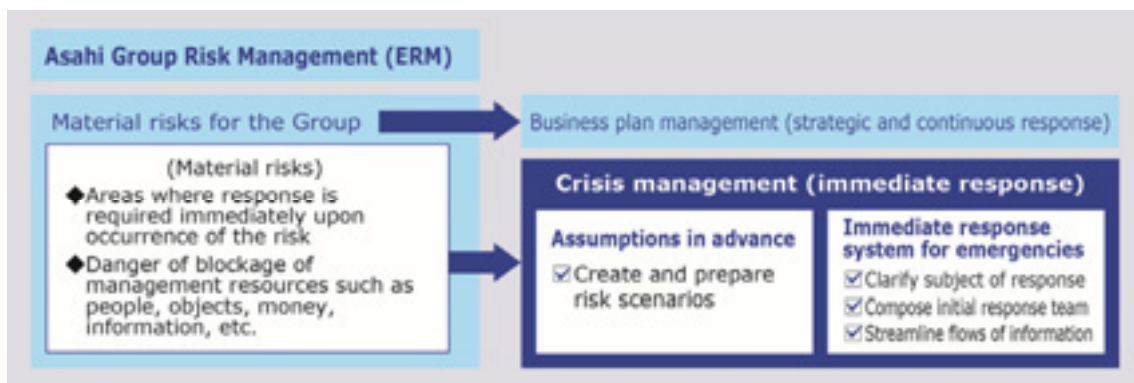 Asahi Group Risk Management (ERM)
Material risks for the Group
(Material risks)
◆Areas where response is
required immediately upon
occurrence of the risk
◆Danger of blockage of
management resources such as
people, objects, money,
information, etc.
Business plan management (strategic and continuous response)
Crisis management (immediate response)
Assumptions in advance
☑Create and prepare
risk scenarios
Immediate response
system for emergencies
☑Clarify subject of response
☑Compose initial response team
☑Streamline flows of information